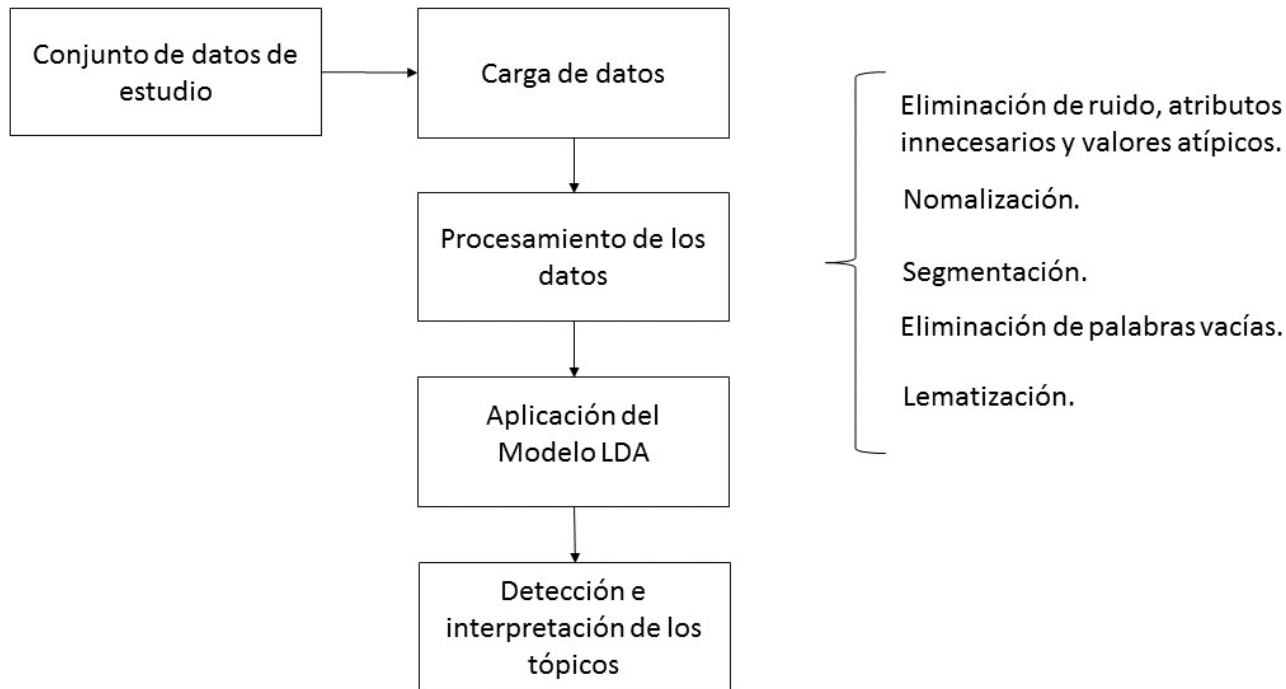 Conjunto de datos de
estudio
Carga de datos
Procesamiento de los
datos
Aplicación del
Modelo LDA
Detección e
interpretación de los
tópicos
Eliminación de ruido, atributos
innecesarios y valores atípicos.
Nomalización.
Segmentación.
Eliminación de palabras vacías.
Lematización.